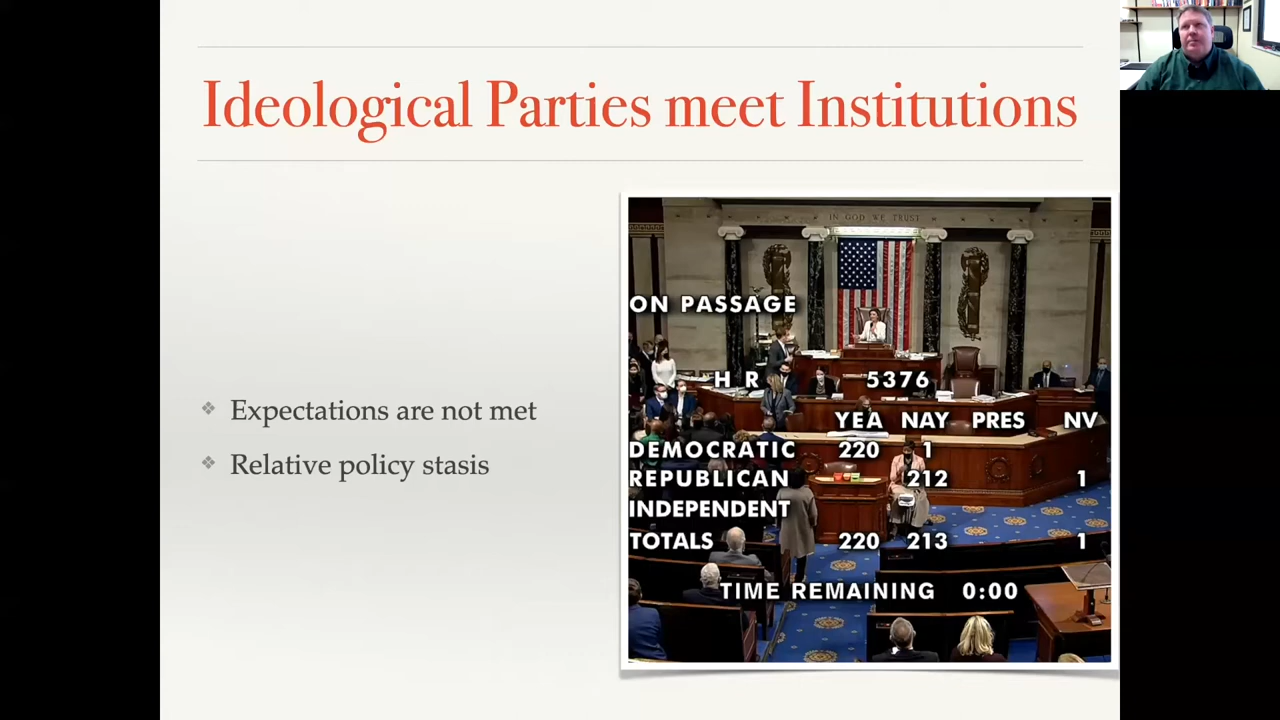 Ideological Parties meet Institutions
Expectations are not met
Relative policy stasis
IN GOD WE TRUST
ON PASSAGE
H R 5376
YEA NAY PRES NV
DEMOCRATIC 220 1
REPUBLICAN 212 1
INDEPENDENT
TOTALS 220 213 1
TIME REMAINING 0:00